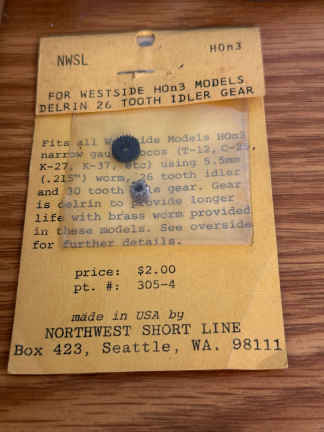 NWSL HOn3
FOR WESTSIDE HOn3 MODELS
DELRIN 26 TOOTH IDLER GEAR
Fits all Westside Models HOn3
narrow gauge locos (T-12, C-25,
K-27, K-37, etc) using 5.5mm
(.215") worm, 26 tooth idler
and 30 tooth axle gear. Gear
is delrin to provide longer
life with brass worm provided
in these models. See overside
for further details.
price: $2.00
pt. #: 305-4
made in USA by
NORTHWEST SHORT LINE
Box 423, Seattle, WA. 98111